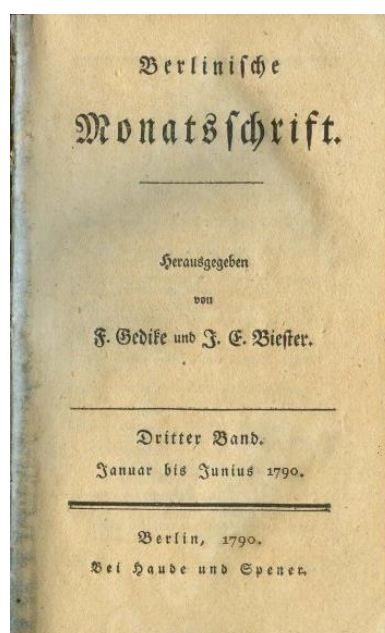 Berlinische
Monatsschrift.
Herausgegeben
von
F. Gedike und J. E. Biester.
Dritter Band.
Januar bis Junius 1790.
Berlin, 1790.
Bei Haude und Spener.